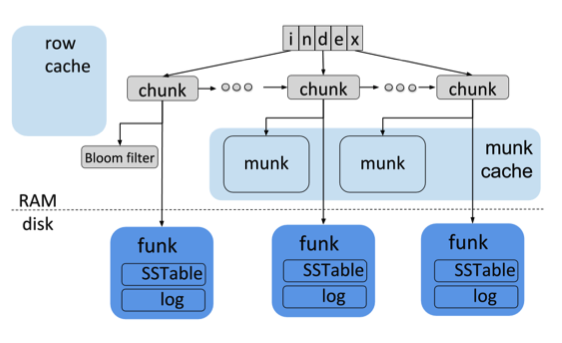 index
row
cache
chunk
chunk
chunk
Bloom filter
munk
munk
munk
cache
RAM
disk
funk
SSTable
log
funk
SSTable
log
funk
SSTable
log